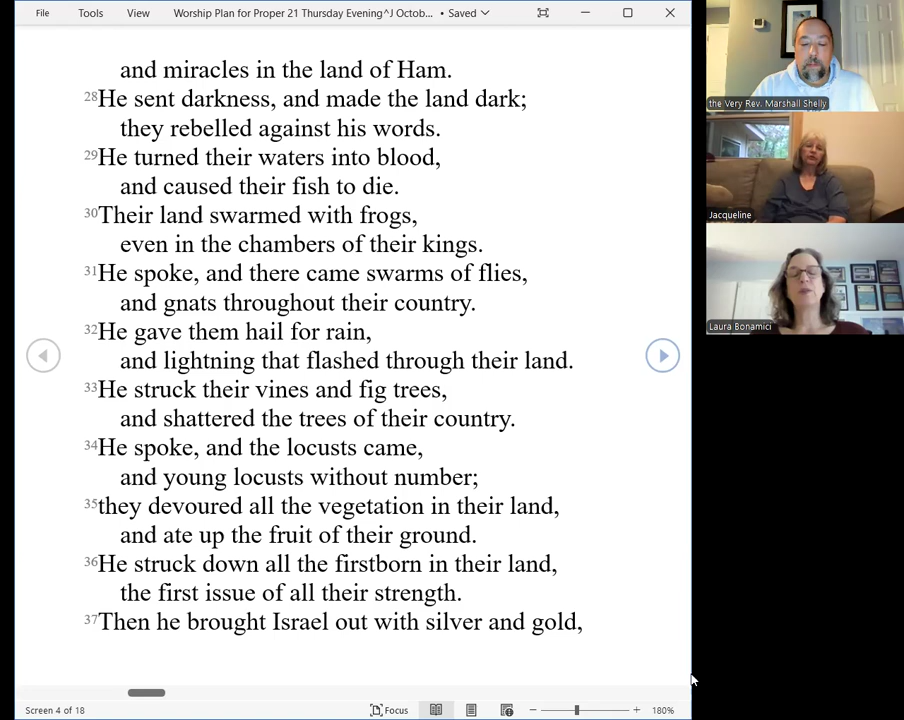 File Tools View Worship Plan for Proper 21 Thursday Evening^J Octob... • Saved
and miracles in the land of Ham.
28He sent darkness, and made the land dark;
they rebelled against his words.
29He turned their waters into blood,
and caused their fish to die.
30Their land swarmed with frogs,
even in the chambers of their kings.
31He spoke, and there came swarms of flies,
and gnats throughout their country.
32He gave them hail for rain,
and lightning that flashed through their land.
33He struck their vines and fig trees,
and shattered the trees of their country.
34He spoke, and the locusts came,
and young locusts without number;
35they devoured all the vegetation in their land,
and ate up the fruit of their ground.
36He struck down all the firstborn in their land,
the first issue of all their strength.
37Then he brought Israel out with silver and gold,
Screen 4 of 18 Focus 180%
the Very Rev. Marshall Shelly
Jacqueline
Laura Bonamici